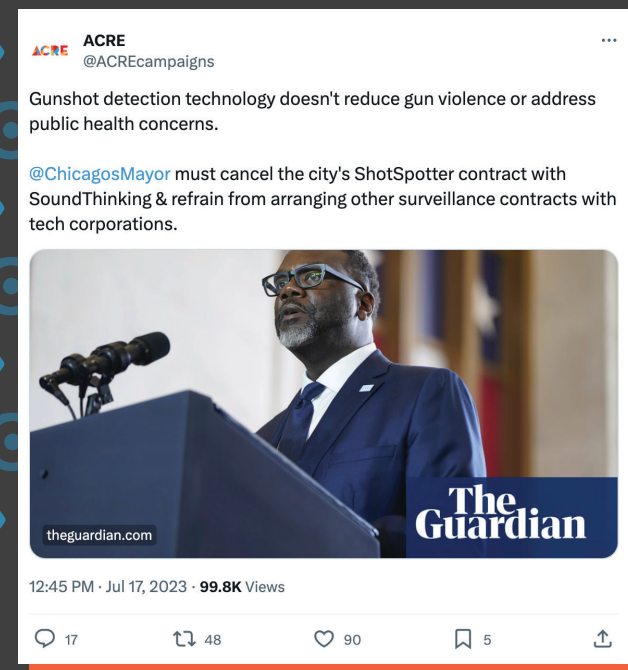 ACRE
ACRE
@ACREcampaigns
Gunshot detection technology doesn't reduce gun violence or address
public health concerns.
@ChicagosMayor must cancel the city's ShotSpotter contract with
SoundThinking & refrain from arranging other surveillance contracts with
tech corporations.
The
Guardian
theguardian.com
12:45 PM · Jul 17, 2023 · 99.8K Views
17 48 90 5